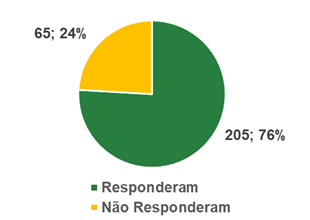 65; 24%
205; 76%
Responderam
Não Responderam